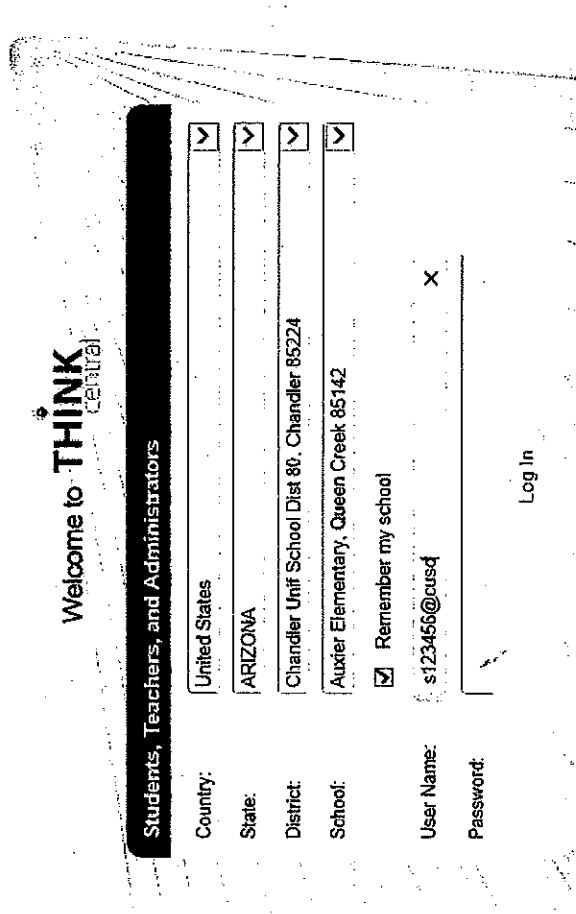 Welcome to THINK
central
Students, Teachers, and Administrators
Country: United States
State: ARIZONA
District: Chandler Unif School Dist 80, Chandler 85224
School: Auxier Elementary, Queen Creek 85142
Remember my school
User Name: s123456@cusd
Password:
Log In